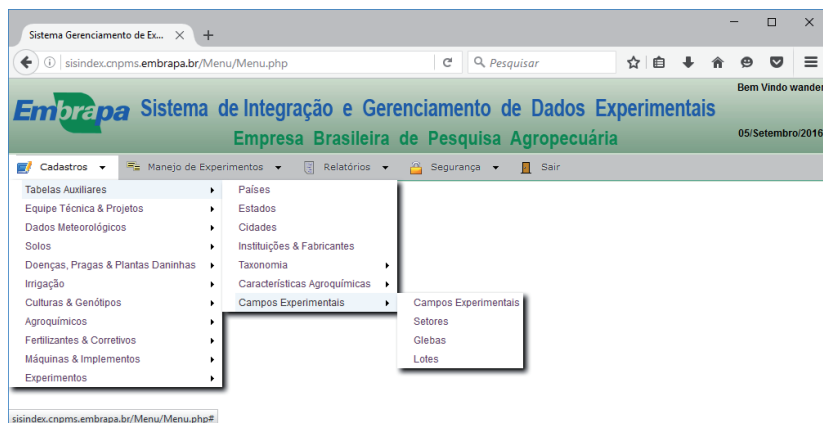 Sistema Gerenciamento de Ex...
sisindex.cnpms.embrapa.br/Menu/Menu.php
Pesquisar
Bem Vindo wander
Embrapa
Sistema de Integração e Gerenciamento de Dados Experimentais
Empresa Brasileira de Pesquisa Agropecuária
05/Setembro/2016
Cadastros Manejo de Experimentos Relatórios Segurança Sair
Tabelas Auxiliares
Equipe Técnica & Projetos
Dados Meteorológicos
Solos
Doenças, Pragas & Plantas Daninhas
Irrigação
Culturas & Genótipos
Agroquímicos
Fertilizantes & Corretivos
Máquinas & Implementos
Experimentos
Países
Estados
Cidades
Instituições & Fabricantes
Taxonomia
Características Agroquímicas
Campos Experimentais
Campos Experimentais
Setores
Glebas
Lotes
sisindex.cnpms.embrapa.br/Menu/Menu.php#